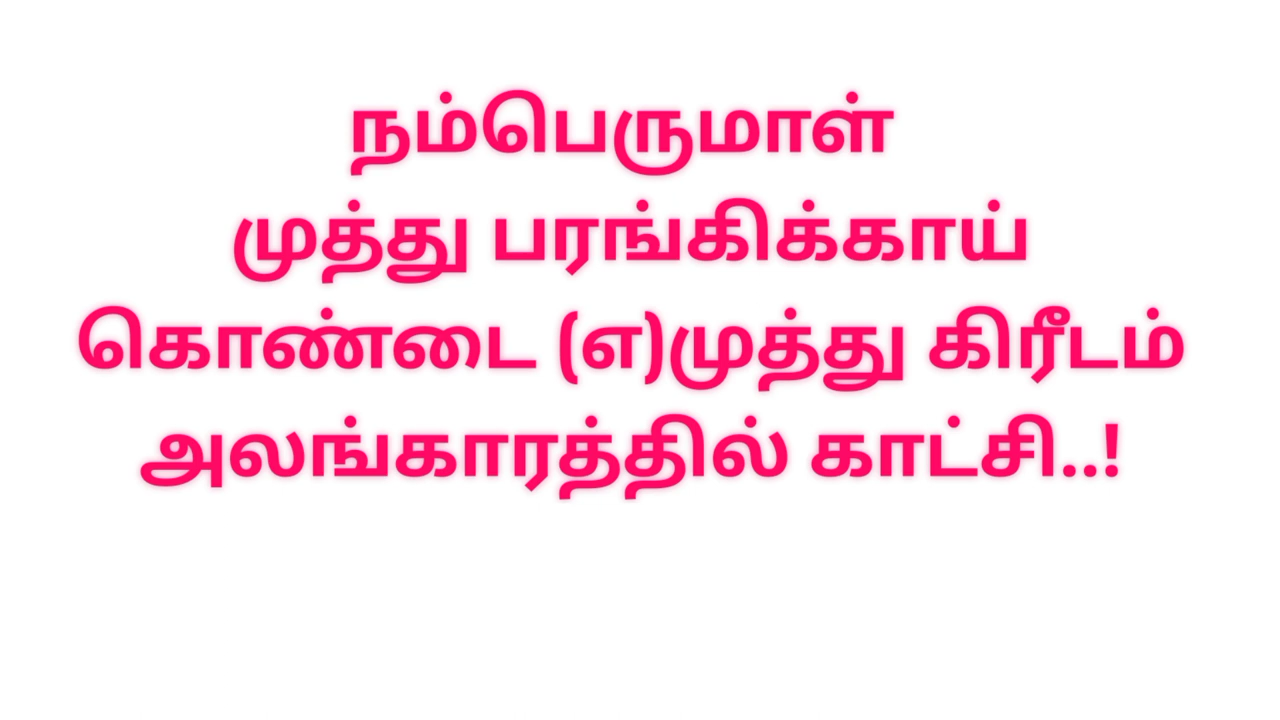 நம்பெருமாள்
முத்து பரங்கிக்காய்
கொண்டை (எ)முத்து கிரீடம்
அலங்காரத்தில் காட்சி..!